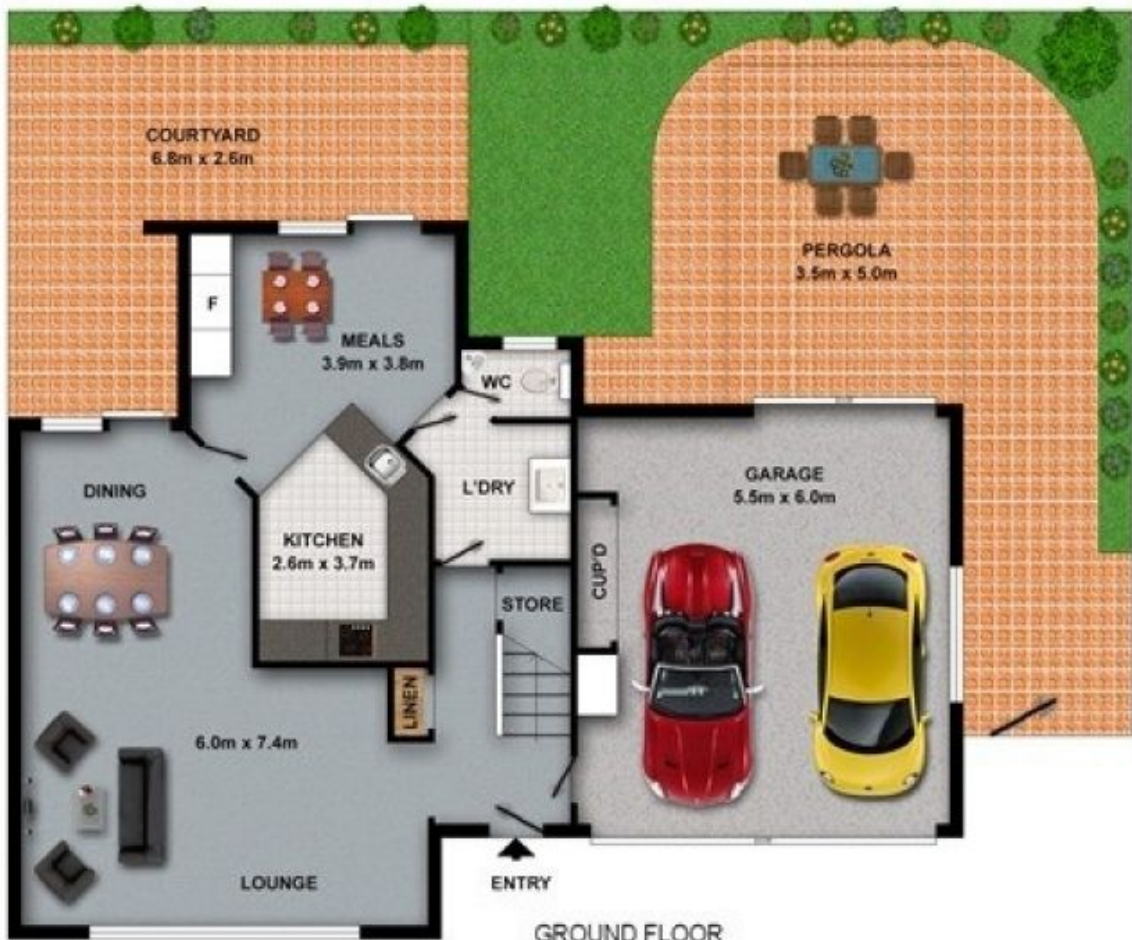 COURTYARD
6.8m x 2.6m
PERGOLA
3.5m x 5.0m
F
MEALS
3.9m x 3.8m
WC
GARAGE
5.5m x 6.0m
DINING
L'DRY
KITCHEN
2.6m x 3.7m
CUP'D
STORE
LINEN
6.0m x 7.4m
LOUNGE
ENTRY
GROUND FLOOR